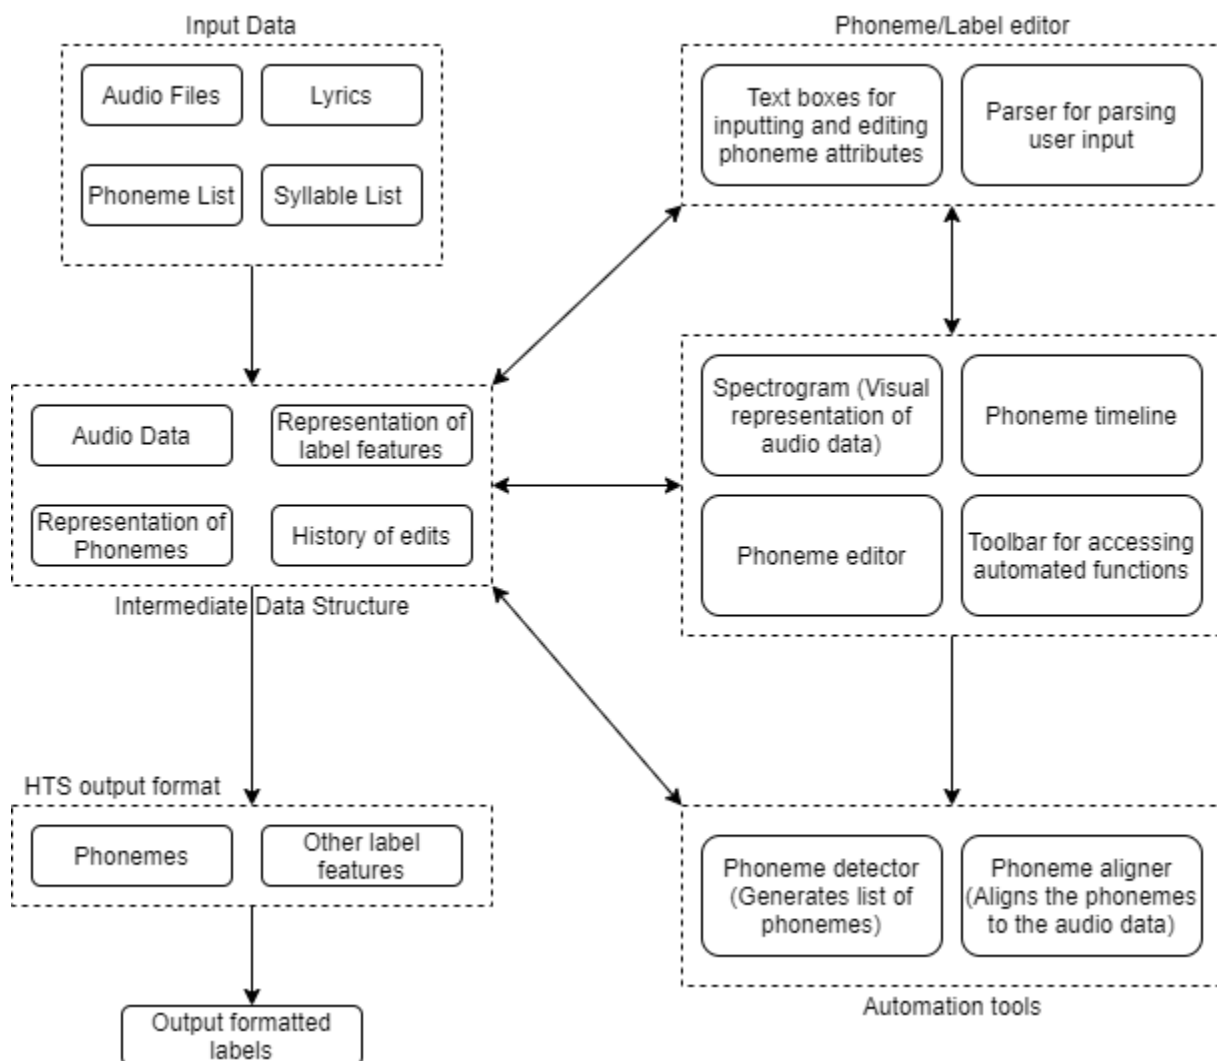 Input Data
Audio Files
Lyrics
Phoneme List
Syllable List
Phoneme/Label editor
Text boxes for
inputting and editing
phoneme attributes
Parser for parsing
user input
Audio Data
Representation of
label features
Representation of
Phonemes
History of edits
Intermediate Data Structure
Spectrogram (Visual
representation of
audio data)
Phoneme timeline
Phoneme editor
Toolbar for accessing
automated functions
HTS output format
Phonemes
Other label
features
Phoneme detector
(Generates list of
phonemes)
Phoneme aligner
(Aligns the phonemes
to the audio data)
Automation tools
Output formatted
labels